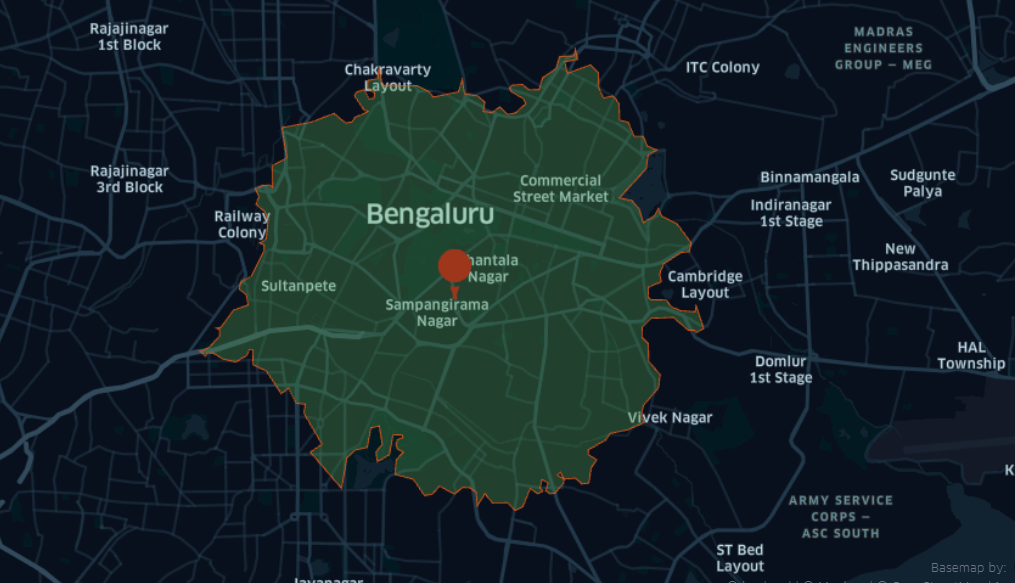 Rajajinagar
1st Block
MADRAS
ENGINEERS
GROUP – MEG
Chakravarty
Layout
ITC Colony
Rajajinagar
3rd Block
Commercial
Street Market
Binnamangala
Sudgunte
Palya
Indiranagar
1st Stage
Railway
Colony
Bengaluru
New
Thippasandra
hantala
Nagar
Sultanpete
Cambridge
Layout
Sampangirama
Nagar
HAL
Township
Domlur
1st Stage
Vivek Nagar
K
ARMY SERVICE
CORPS –
ASC SOUTH
ST Bed
Layout
Basemap by: